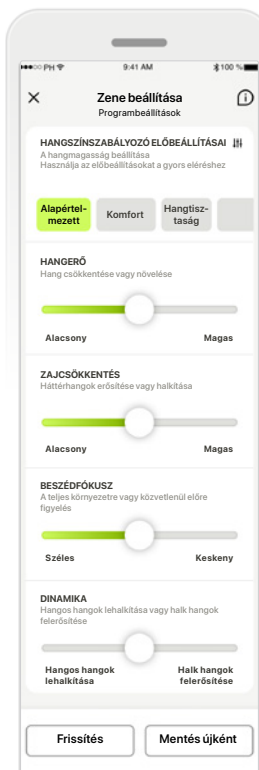 PH 9:41 AM 100 %
Zene beállítása
Programbeállítások
HANGSZÍNSZABÁLYOZÓ ELŐBEÁLLÍTÁSAI
A hangmagasság beállítása
Használja az előbeállításokat a gyors eléréshez
Alapértel-
mezett
Komfort
Hangtisz-
taság
HANGERŐ
Hang csökkentése vagy növelése
Alacsony Magas
ZAJCSÖKKENTÉS
Háttérhangok erősítése vagy halkítása
Alacsony Magas
BESZÉDFÓKUSZ
A teljes környezetre vagy közvetlenül előre
figyelés
Széles Keskeny
DINAMIKA
Hangos hangok lehalkítása vagy halk hangok
felerősítése
Hangos hangok
lehalkítása
Halk hangok
felerősítése
Frissítés Mentés újként